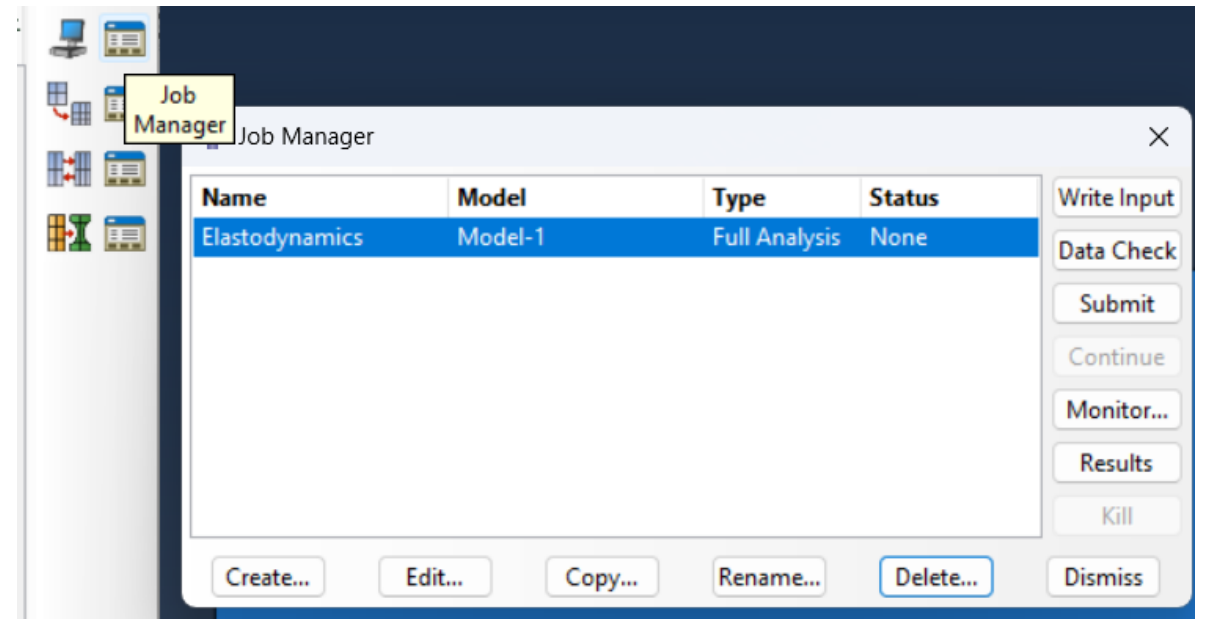 Job
Manager
Job Manager
Name Model Type Status
Elastodynamics Model-1 Full Analysis None
Write Input
Data Check
Submit
Continue
Monitor...
Results
Kill
Create... Edit... Copy... Rename... Delete... Dismiss